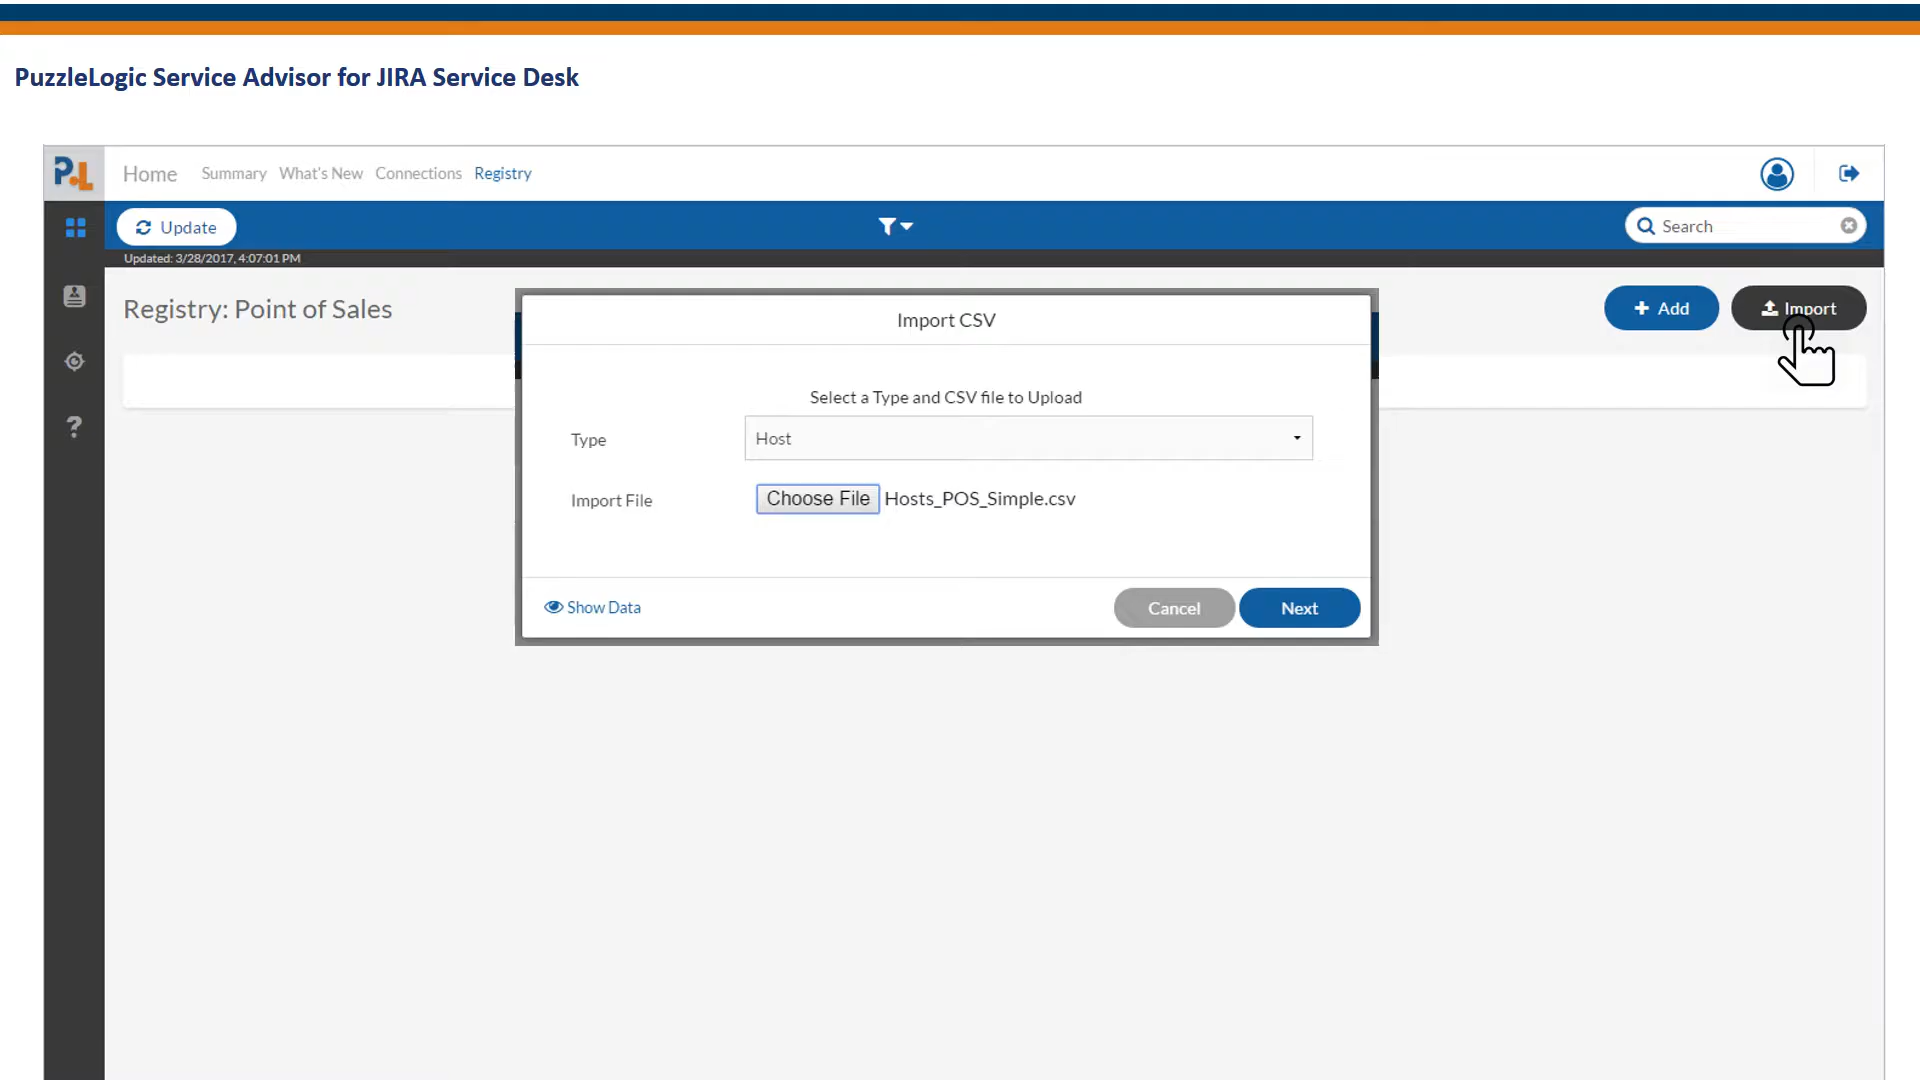 PuzzleLogic Service Advisor for JIRA Service Desk
P.L Home Summary What's New Connections Registry
Update Search
Updated: 3/28/2017, 4:07:01 PM
Registry: Point of Sales
Add Import
Import CSV
Select a Type and CSV file to Upload
Type Host
Import File Choose File Hosts_POS_Simple.csv
Show Data Cancel Next